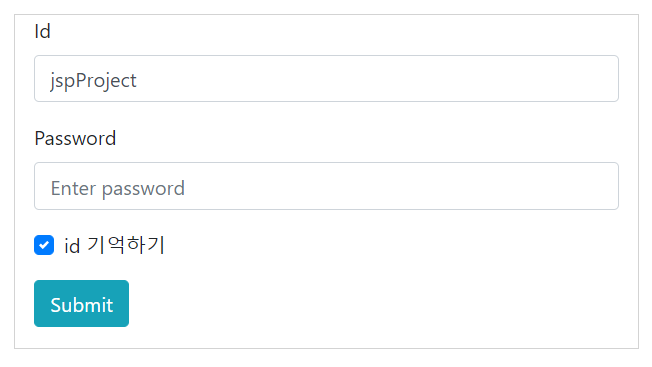 Id
jspProject
Password
Enter password
id 기억하기
Submit